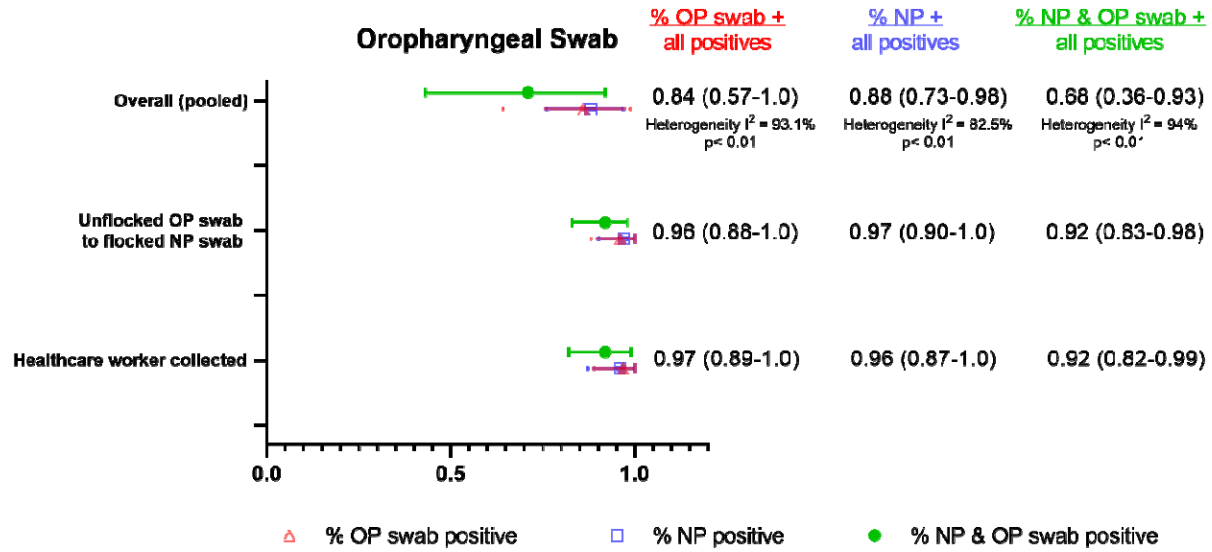 Oropharyngeal Swab
% OP swab +
all positives
% NP +
all positives
% NP & OP swab +
all positives
Overall (pooled)
0.84 (0.57-1.0)
0.88 (0.73-0.98)
0.68 (0.36-0.93)
Heterogeneity I² = 93.1%
p< 0.01
Heterogeneity I² = 82.5%
p< 0.01
Heterogeneity I² = 94%
p< 0.01
Unflocked OP swab
to flocked NP swab
0.96 (0.88-1.0)
0.97 (0.90-1.0)
0.92 (0.83-0.98)
Healthcare worker collected
0.97 (0.89-1.0)
0.96 (0.87-1.0)
0.92 (0.82-0.99)
0.0
0.5
1.0
% OP swab positive
% NP positive
% NP & OP swab positive